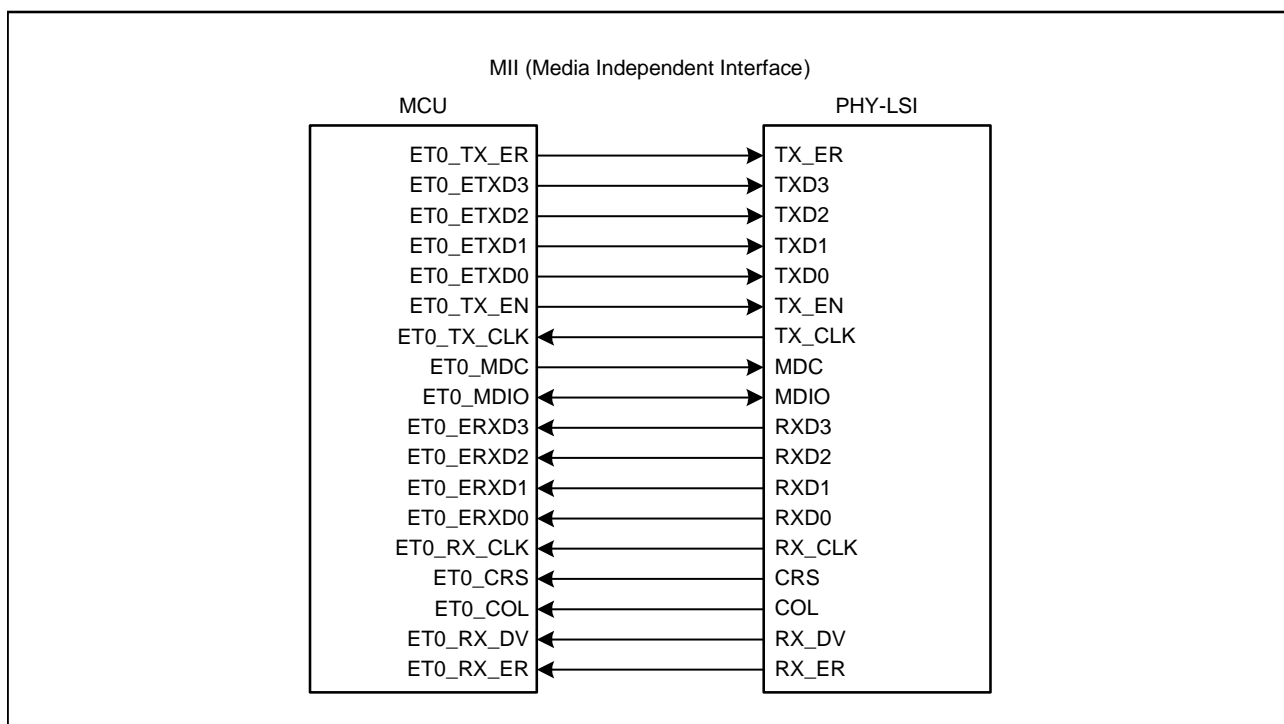 MII (Media Independent Interface)
MCU PHY-LSI
ET0_TX_ER TX_ER
ET0_ETXD3 TXD3
ET0_ETXD2 TXD2
ET0_ETXD1 TXD1
ET0_ETXD0 TXD0
ET0_TX_EN TX_EN
ET0_TX_CLK TX_CLK
ET0_MDC MDC
ET0_MDIO MDIO
ET0_ERXD3 RXD3
ET0_ERXD2 RXD2
ET0_ERXD1 RXD1
ET0_ERXD0 RXD0
ET0_RX_CLK RX_CLK
ET0_CRS CRS
ET0_COL COL
ET0_RX_DV RX_DV
ET0_RX_ER RX_ER